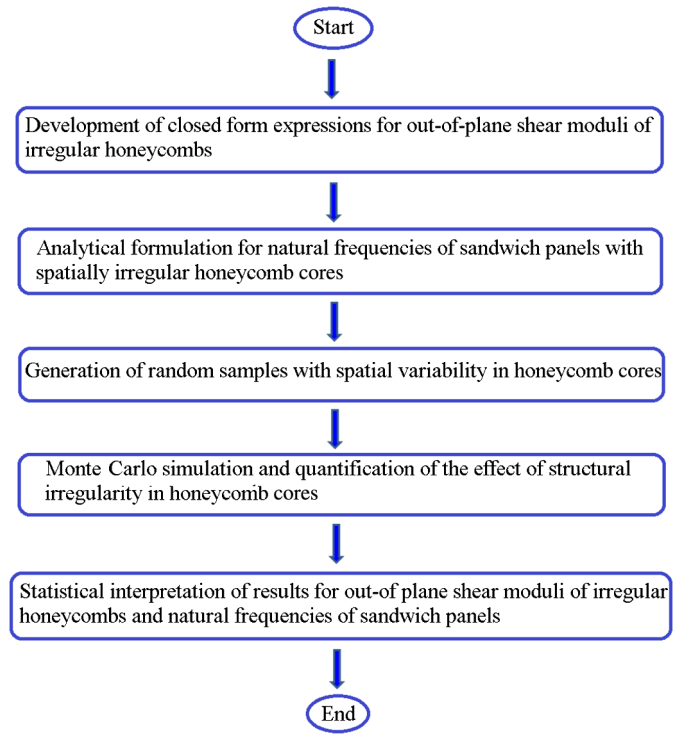 Start
Development of closed form expressions for out-of-plane shear moduli of
irregular honeycombs
Analytical formulation for natural frequencies of sandwich panels with
spatially irregular honeycomb cores
Generation of random samples with spatial variability in honeycomb cores
Monte Carlo simulation and quantification of the effect of structural
irregularity in honeycomb cores
Statistical interpretation of results for out-of plane shear moduli of irregular
honeycombs and natural frequencies of sandwich panels
End